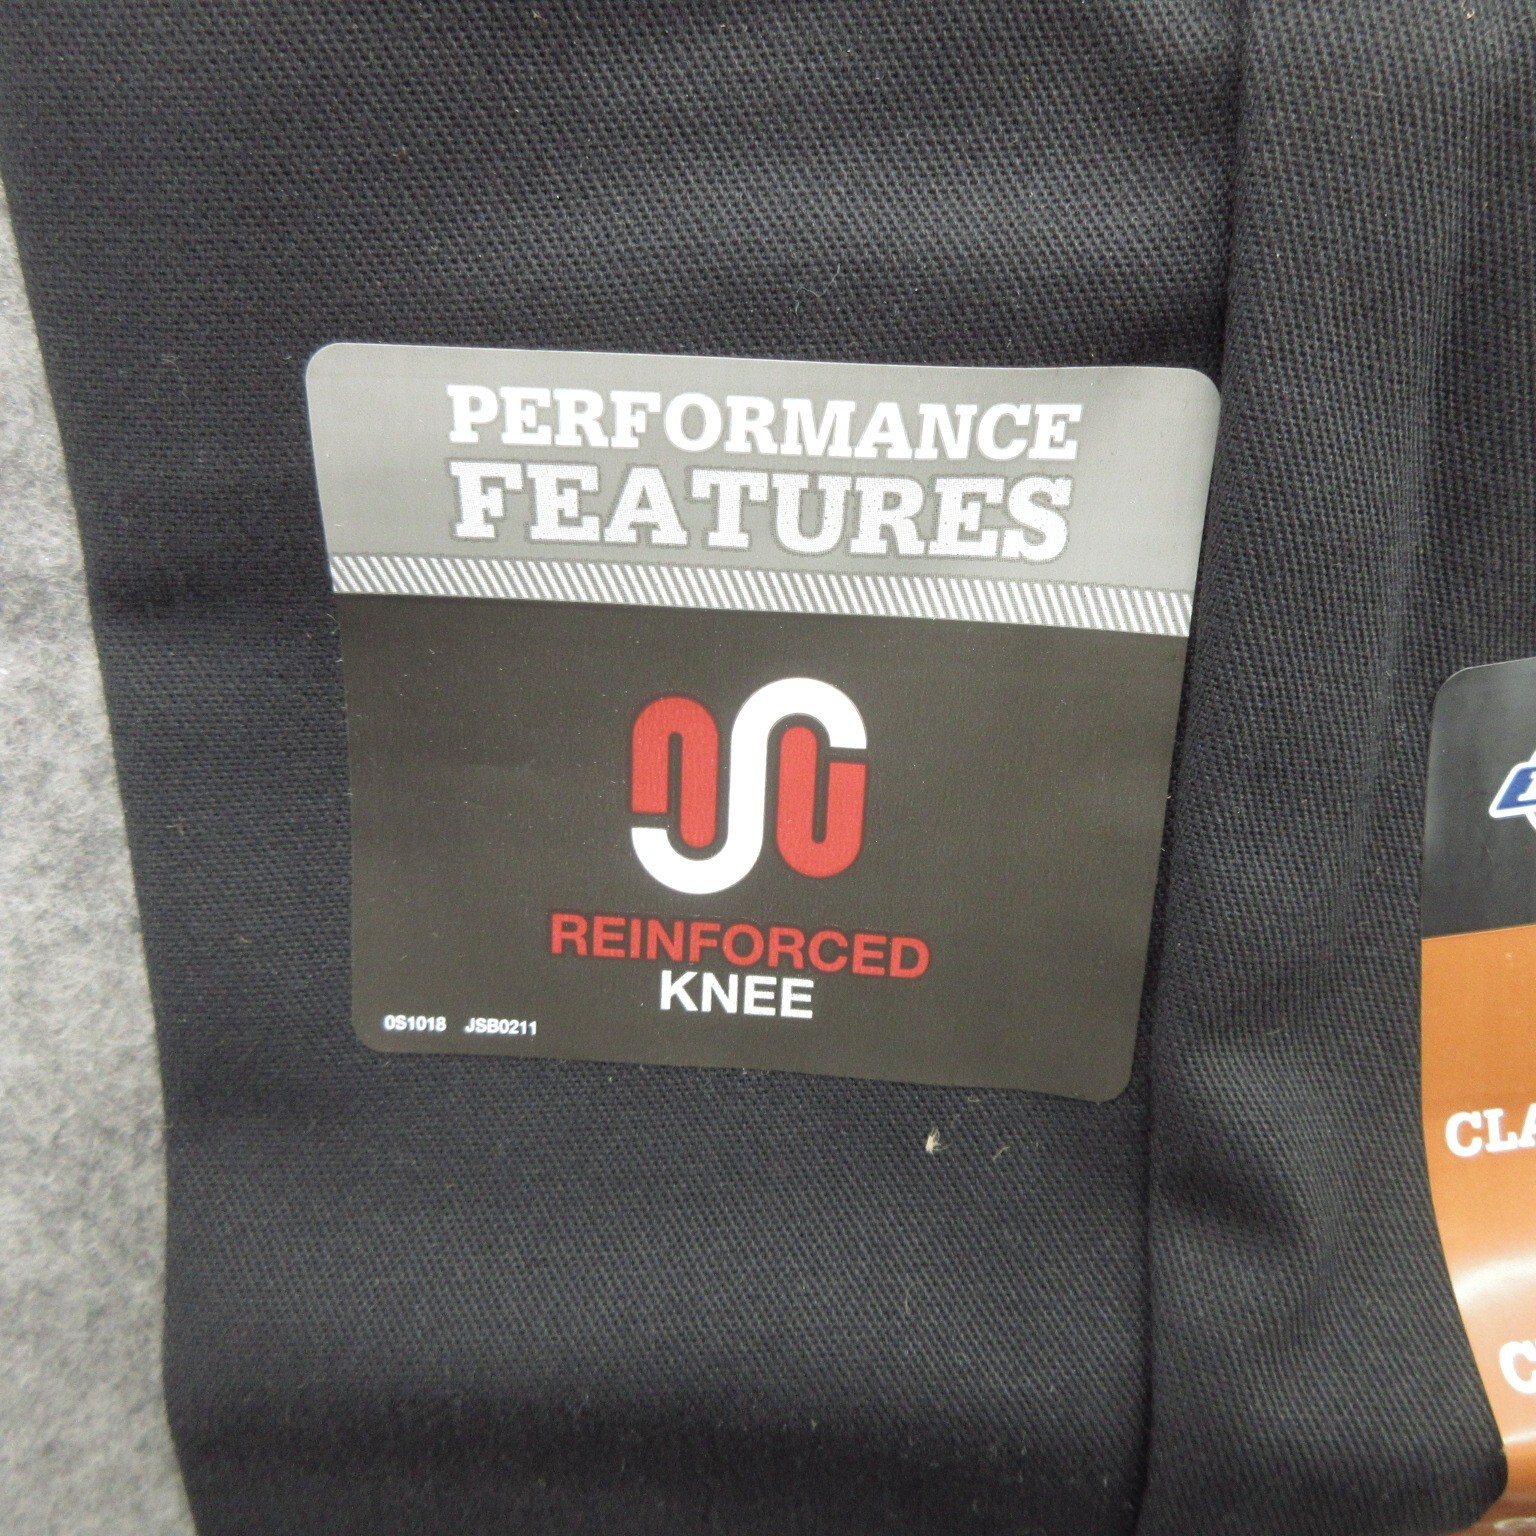 PERFORMANCE
FEATURES
REINFORCED
KNEE
0S1018 JSB0211